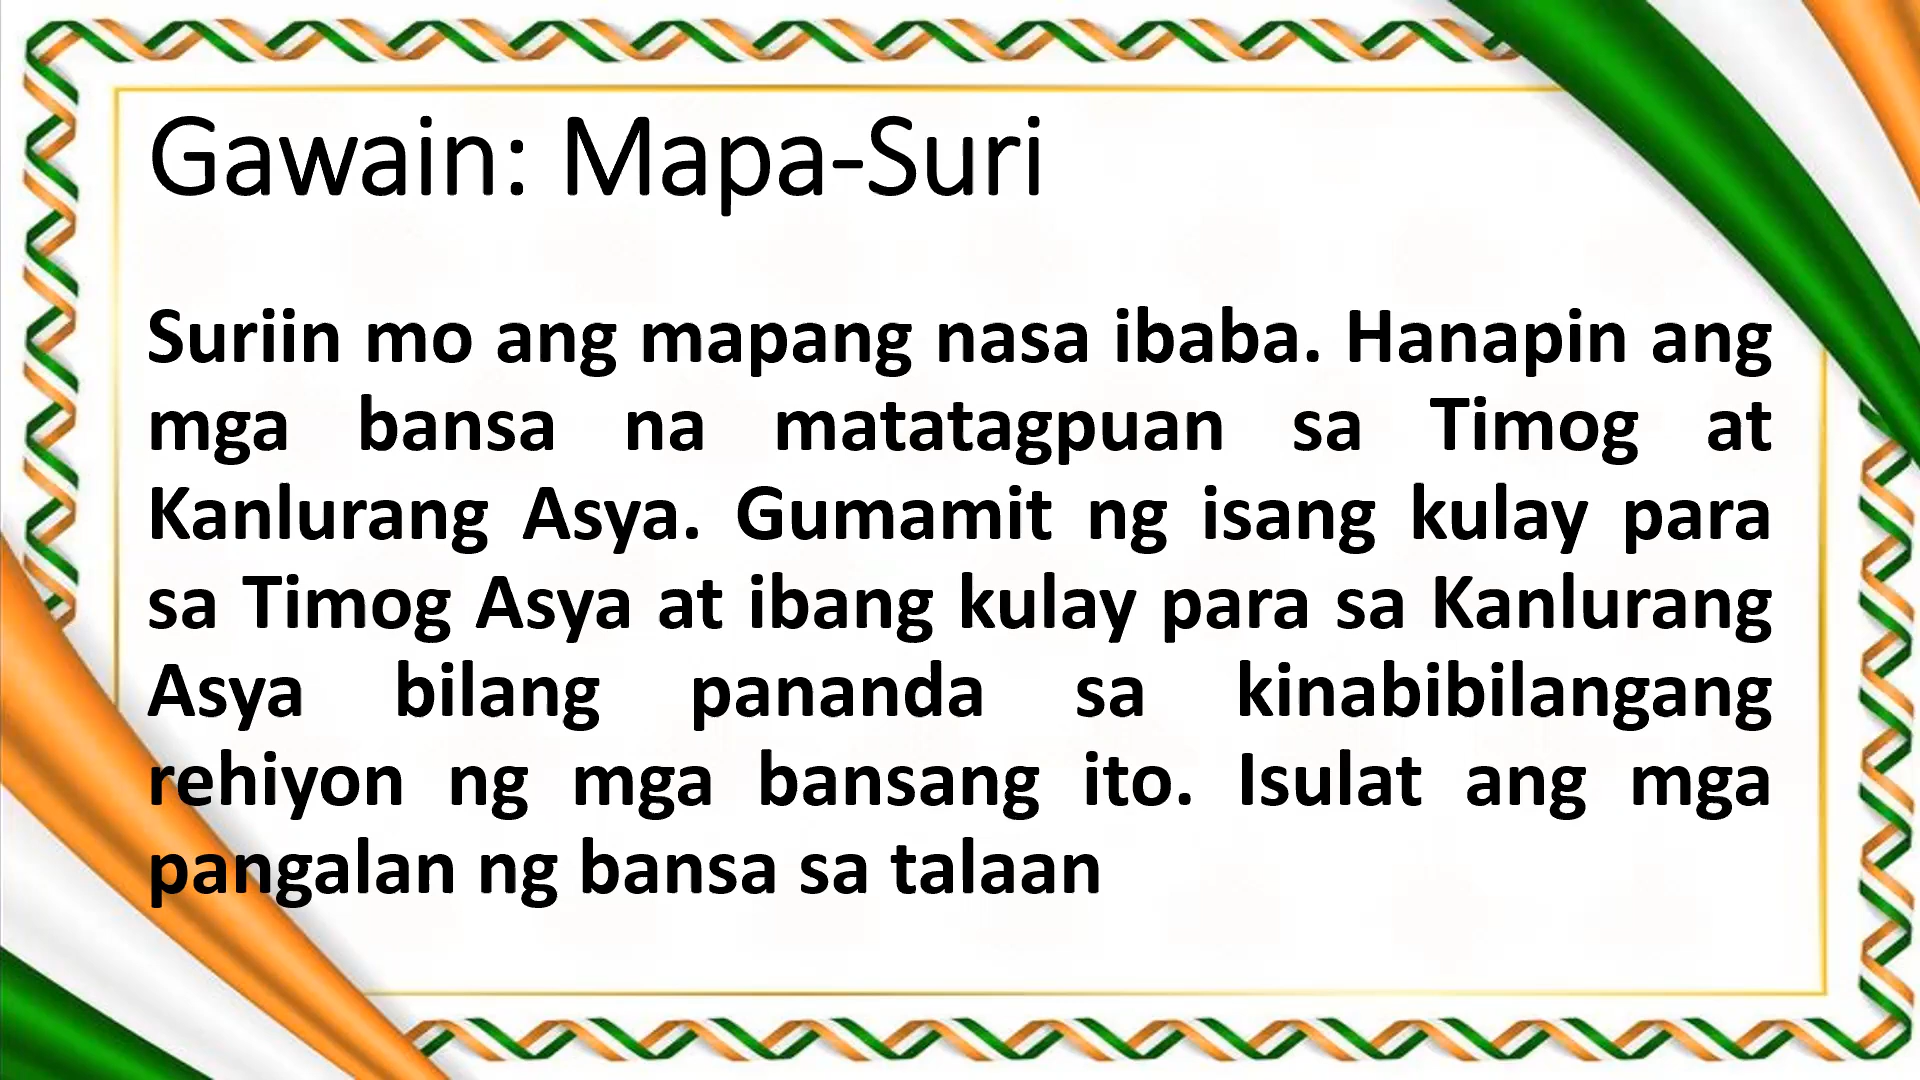 Gawain: Mapa-Suri
Suriin mo ang mapang nasa ibaba. Hanapin ang
mga bansa na matatagpuan sa Timog at
Kanlurang Asya. Gumamit ng isang kulay para
sa Timog Asya at ibang kulay para sa Kanlurang
Asya bilang pananda sa kinabibilangang
rehiyon ng mga bansang ito. Isulat ang mga
pangalan ng bansa sa talaan